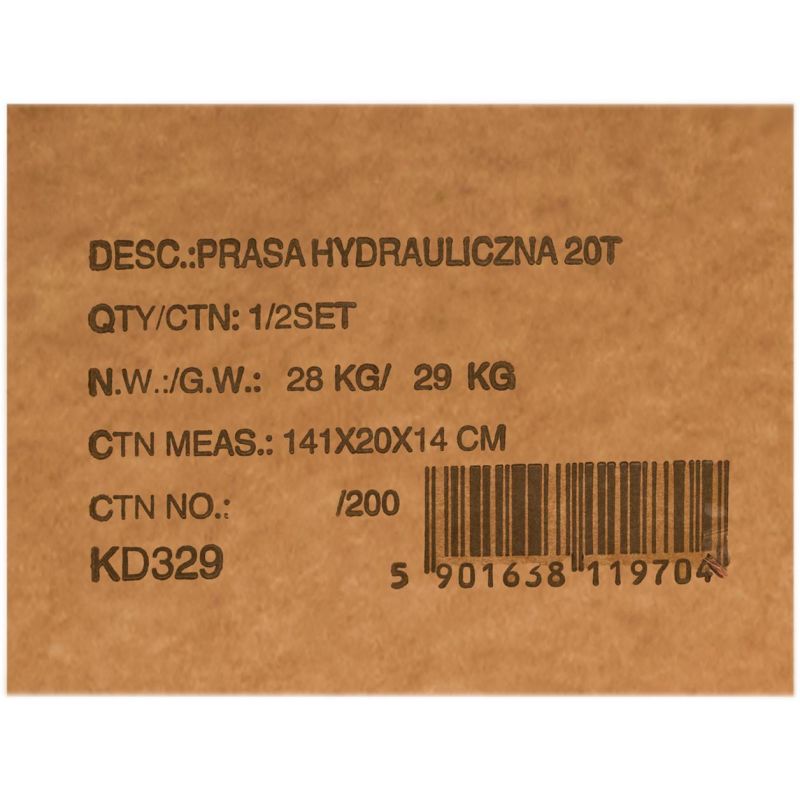 DESC.:PRASA HYDRAULICZNA 20T
QTY/CTN: 1/2SET
N.W.:/G.W.: 28 KG/ 29 KG
CTN MEAS.: 141X20X14 CM
CTN NO.: /200
KD329
5 901638 119704